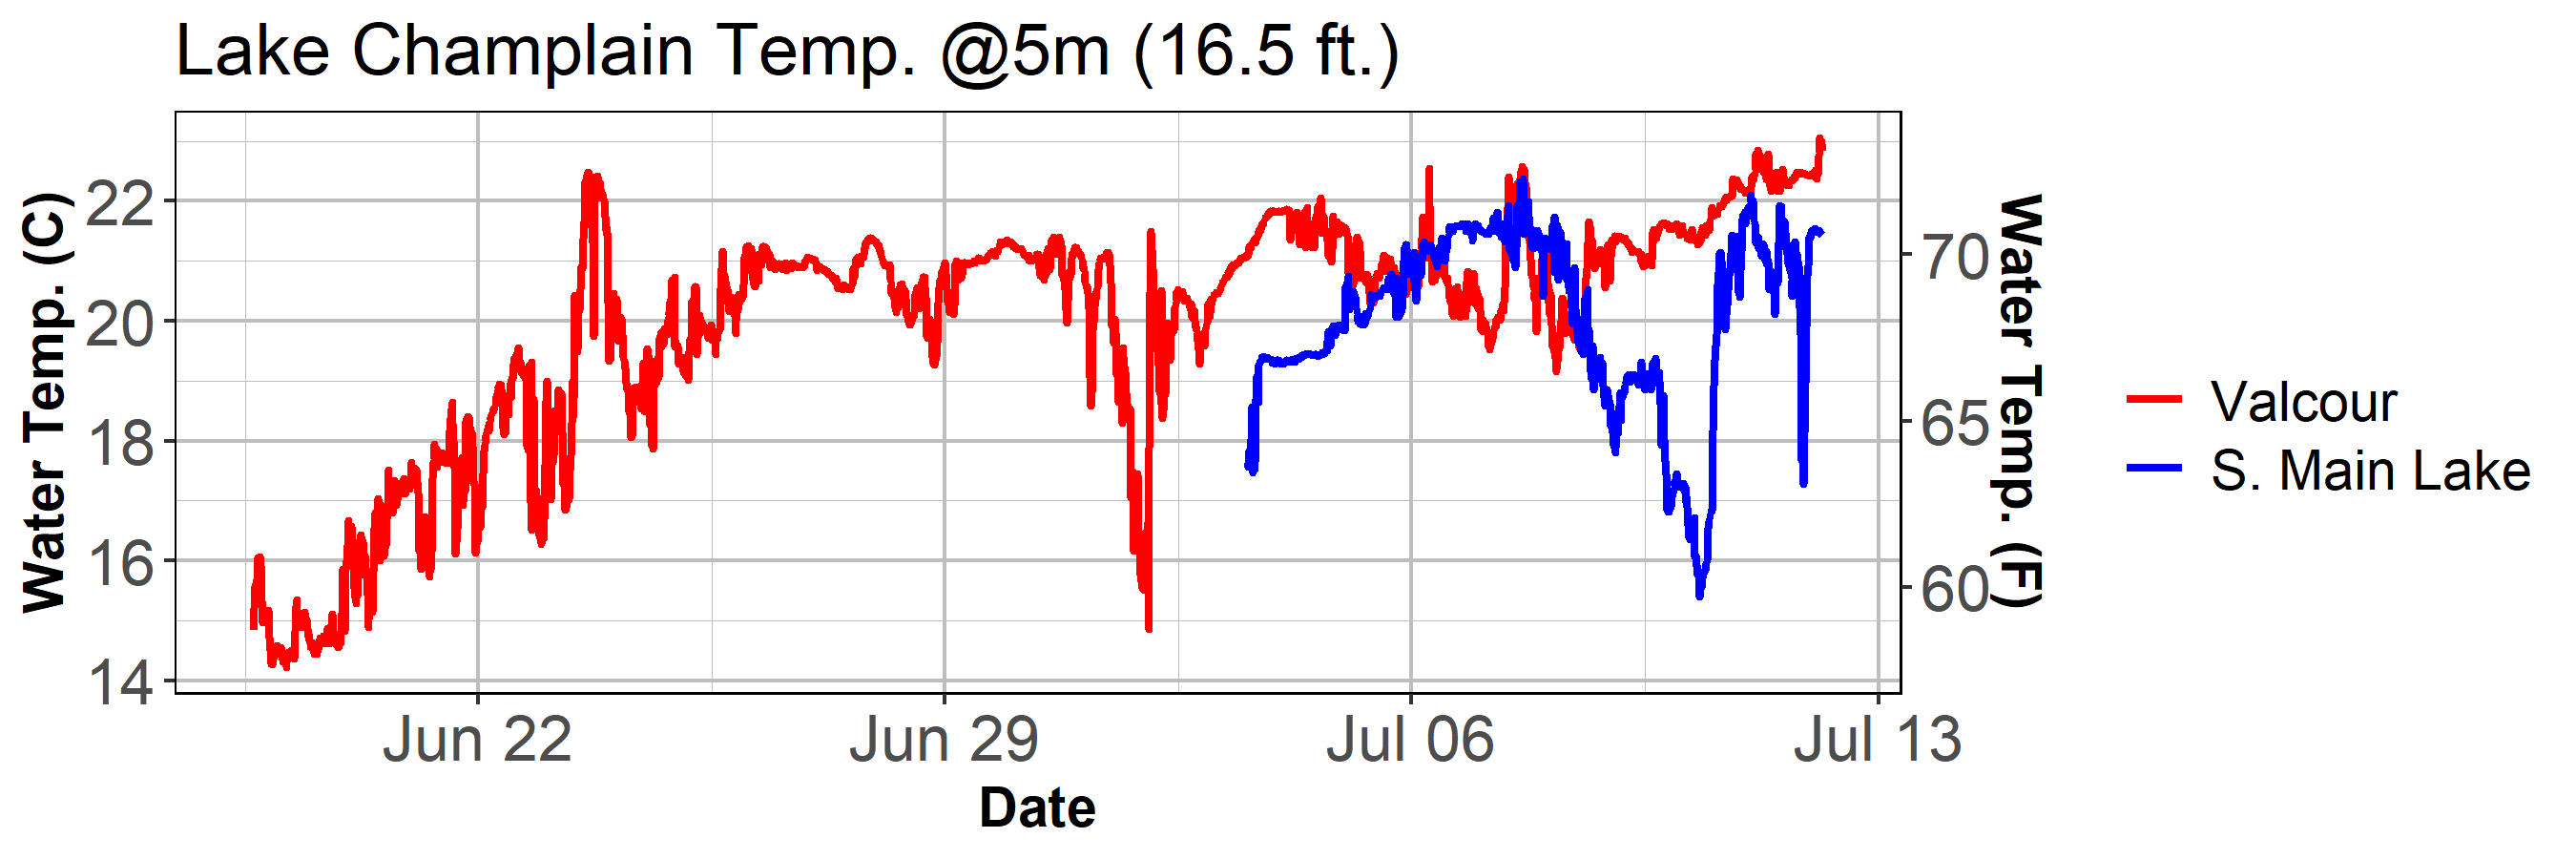 Lake Champlain Temp. @5m (16.5 ft.)
Water Temp. (C)
22
20
18
16
14
70
65
60
Water Temp. (F)
Jun 22
Jun 29
Jul 06
Jul 13
Date
Valcour
S. Main Lake